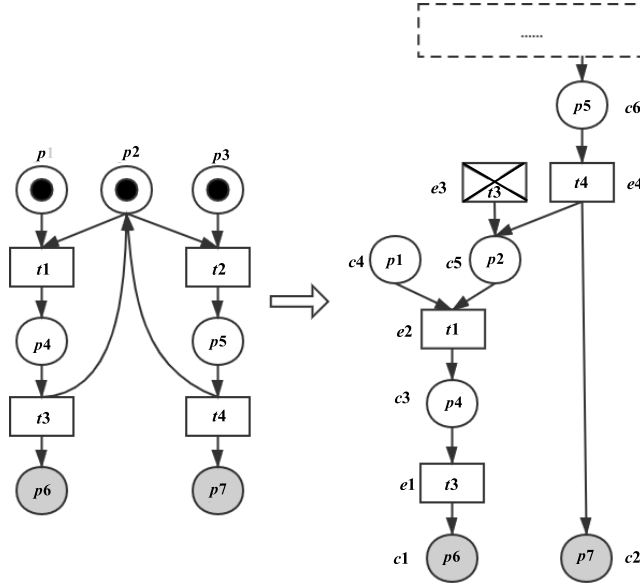 ......
p5 c6
p1 p2 p3
e3 t3 t4 e4
t1 t2
c4 p1 c5 p2
e2 t1
p4 p5
c3 p4
t3 t4
e1 t3
p6 p7
c1 p6 p7 c2